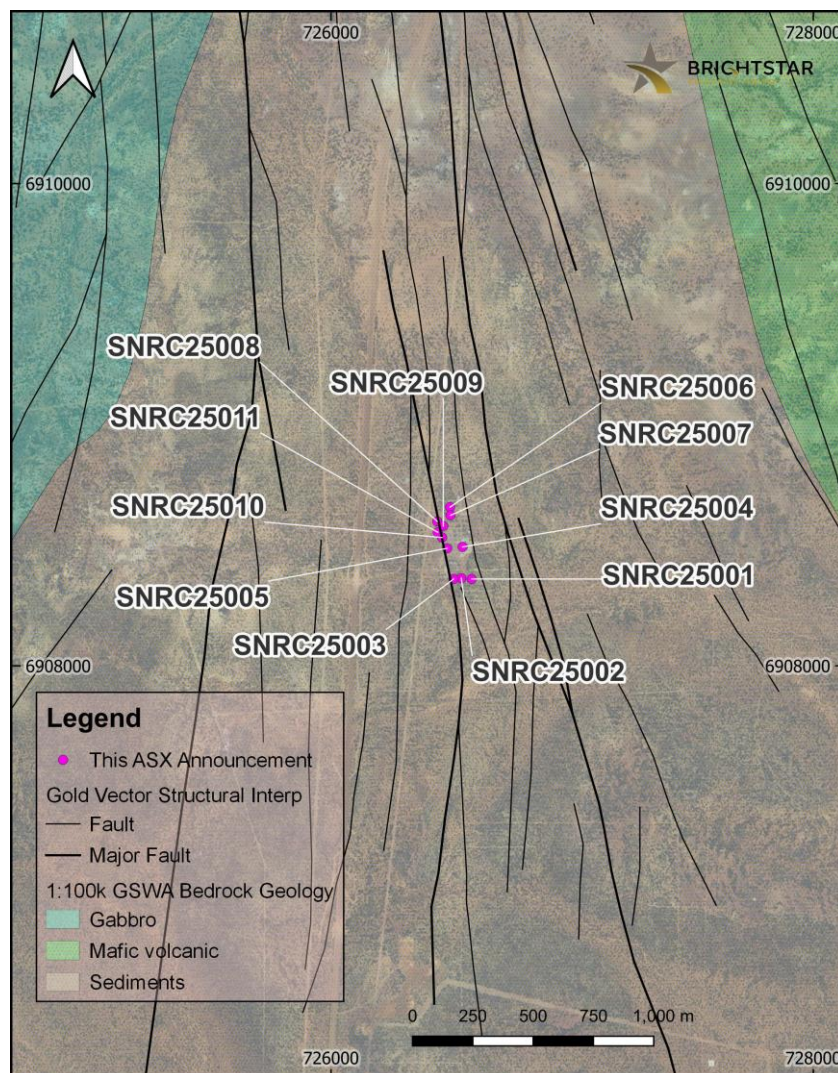 726000
728000
BRIGHTSTAR
6910000
6910000
SNRC25008
SNRC25009
SNRC25006
SNRC25011
SNRC25007
SNRC25010
SNRC25004
SNRC25005
SNRC25001
SNRC25003
SNRC25002
6908000
6908000
Legend
This ASX Announcement
Gold Vector Structural Interp
Fault
Major Fault
1:100k GSWA Bedrock Geology
Gabbro
Mafic volcanic
Sediments
0 250 500 750 1,000 m
726000
728000